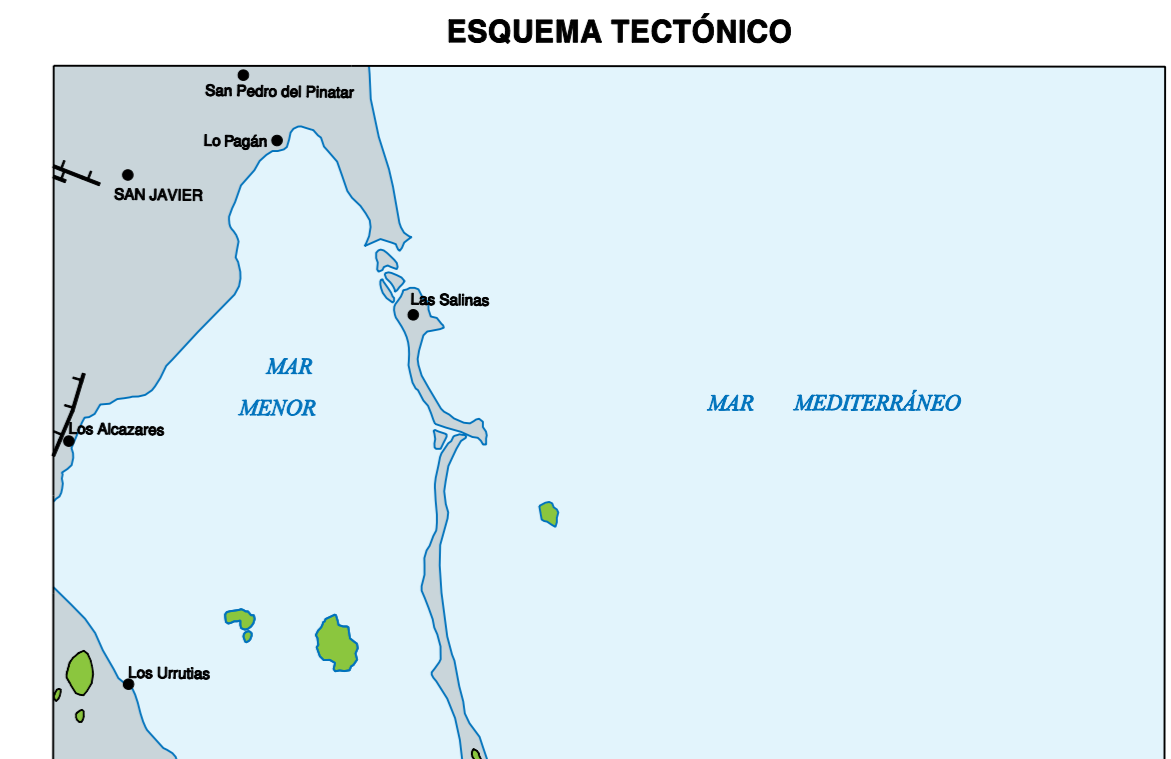 ESQUEMA TECTÓNICO
San Pedro del Pinatar
Lo Pagán
SAN JAVIER
Las Salinas
MAR
MENOR
MAR MEDITERRÁNEO
Los Alcazares
Los Urrutias